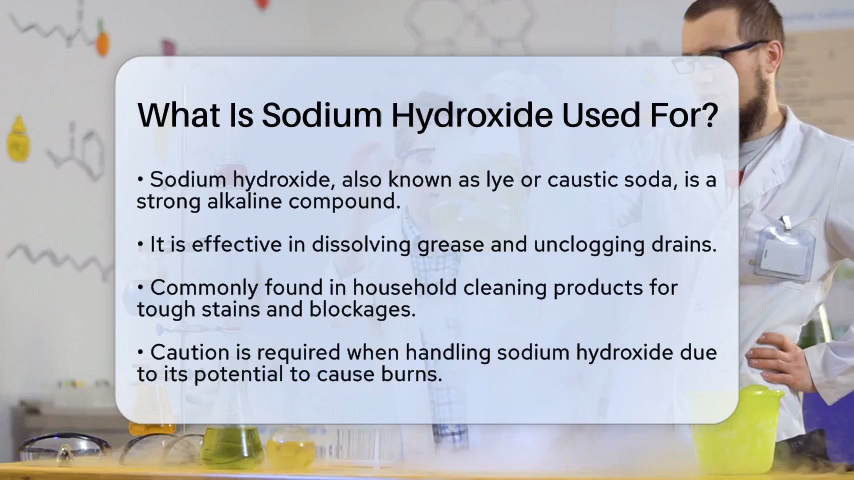 What Is Sodium Hydroxide Used For?
• Sodium hydroxide, also known as lye or caustic soda, is a
strong alkaline compound.
• It is effective in dissolving grease and unclogging drains.
• Commonly found in household cleaning products for
tough stains and blockages.
• Caution is required when handling sodium hydroxide due
to its potential to cause burns.